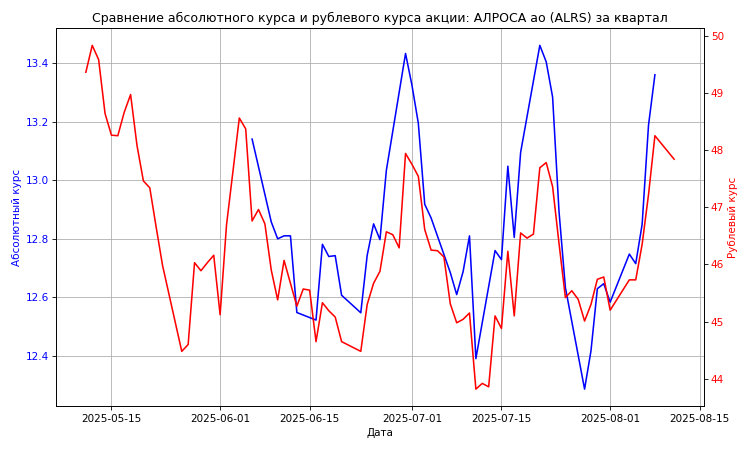 Сравнение абсолютного курса и рублевого курса акции: АЛРОСА ао (ALRS) за квартал
13.4
13.2
13.0
12.8
12.6
12.4
Абсолютный курс
50
49
48
47
46
45
44
Рублевый курс
2025-05-15 2025-06-01 2025-06-15 2025-07-01 2025-07-15 2025-08-01 2025-08-15
Дата